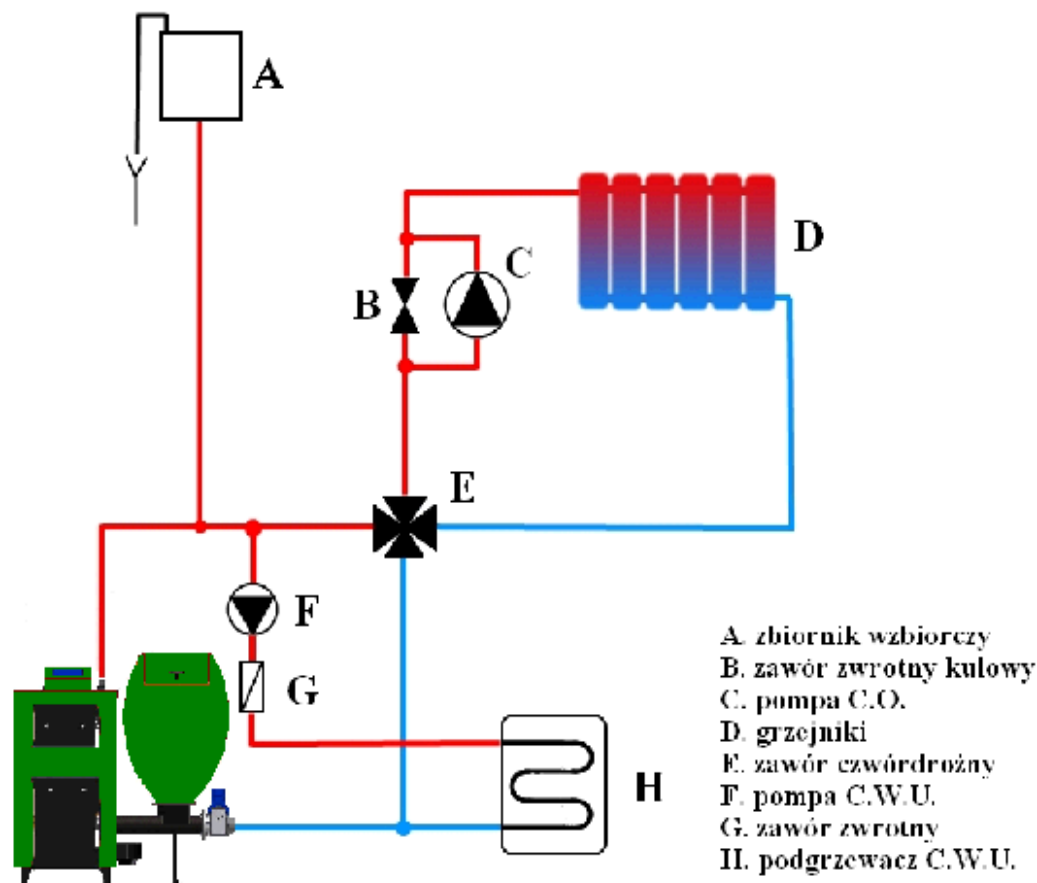 A
B
C
D
E
F
G
H
A. zbiornik wzbiorczy
B. zawór zwrotny kulowy
C. pompa C.O.
D. grzejniki
E. zawór czwórdrożny
F. pompa C.W.U.
G. zawór zwrotny
H. podgrzewacz C.W.U.